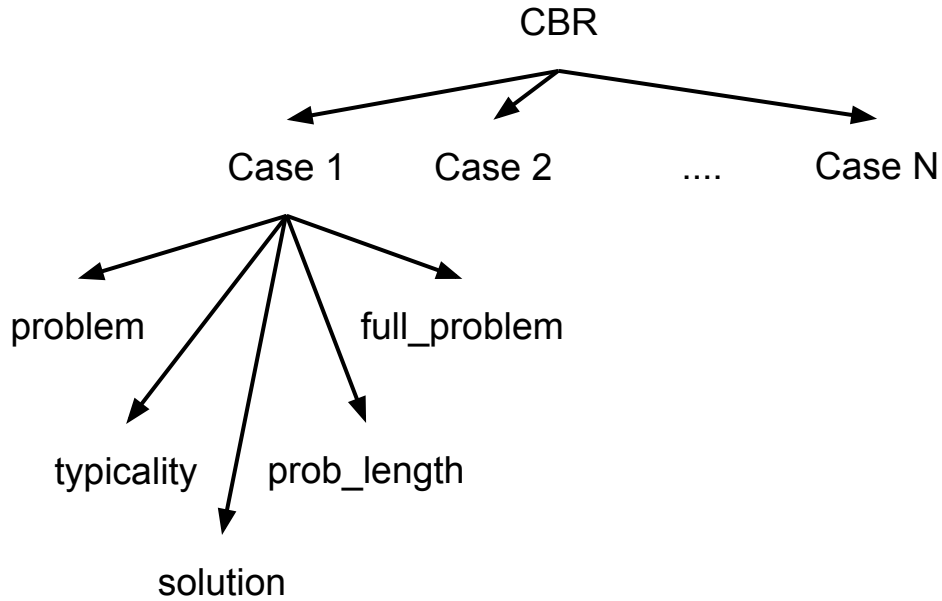 CBR
Case 1 Case 2 .... Case N
problem full_problem
typicality prob_length
solution